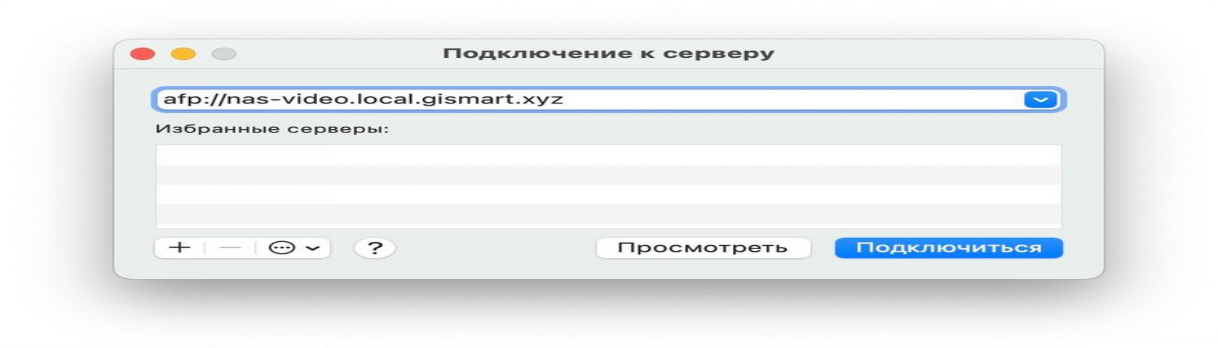 Подключение к серверу
afp://nas-video.local.gismart.xyz
Избранные серверы:
? Просмотреть Подключиться